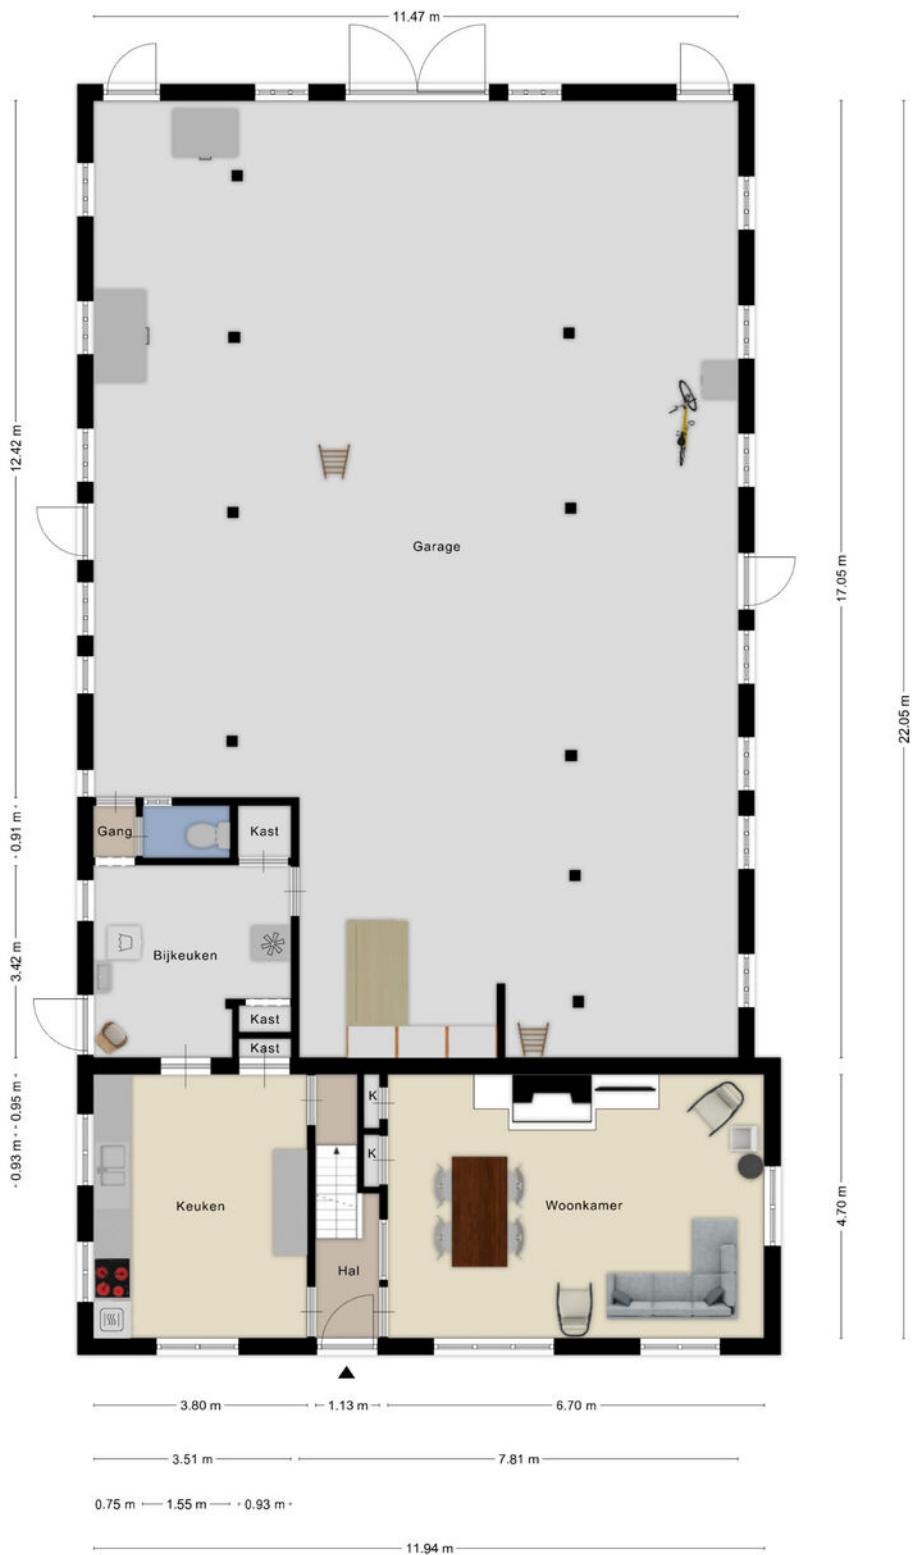 11.47 m
12.42 m
Garage
17.05 m
22.05 m
0.91 m
Gang
Kast
3.42 m
Bijkeuken
Kast
Kast
0.95 m
K
0.93 m
K
Keuken
Woonkamer
4.70 m
Hal
3.80 m
1.13 m
6.70 m
3.51 m
7.81 m
0.75 m
1.55 m
0.93 m
11.94 m